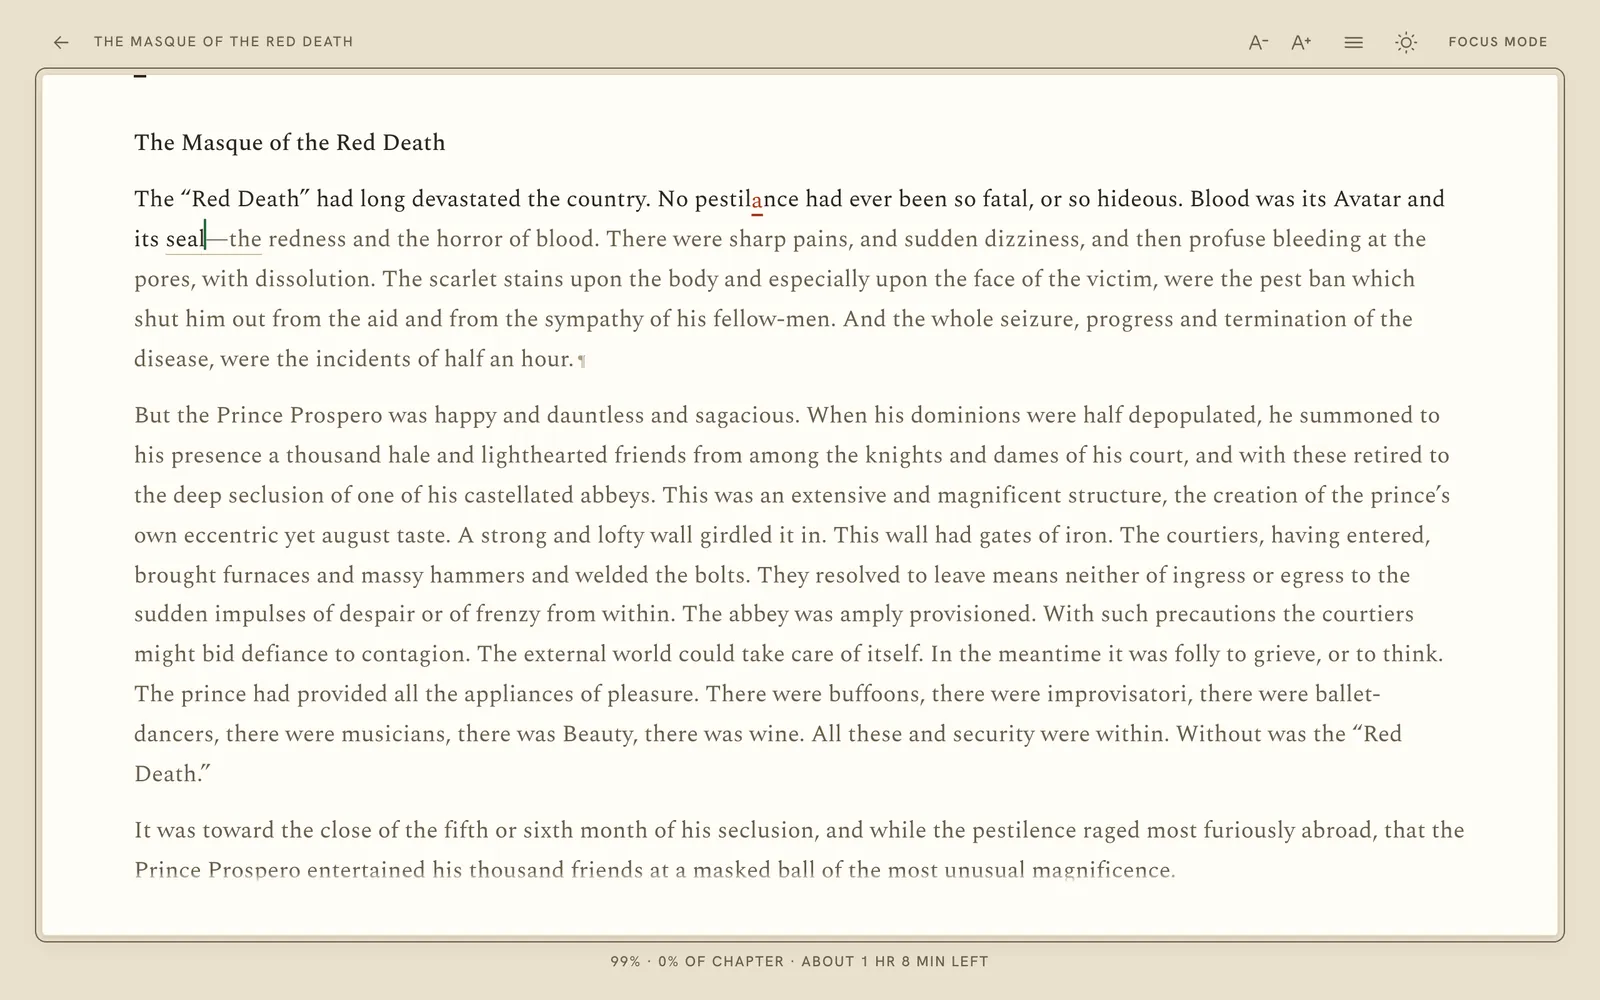 THE MASQUE OF THE RED DEATH
A- A+ FOCUS MODE
The Masque of the Red Death
The “Red Death” had long devastated the country. No pestilance had ever been so fatal, or so hideous. Blood was its Avatar and
its seal—the redness and the horror of blood. There were sharp pains, and sudden dizziness, and then profuse bleeding at the
pores, with dissolution. The scarlet stains upon the body and especially upon the face of the victim, were the pest ban which
shut him out from the aid and from the sympathy of his fellow-men. And the whole seizure, progress and termination of the
disease, were the incidents of half an hour.¶
But the Prince Prospero was happy and dauntless and sagacious. When his dominions were half depopulated, he summoned to
his presence a thousand hale and lighthearted friends from among the knights and dames of his court, and with these retired to
the deep seclusion of one of his castellated abbeys. This was an extensive and magnificent structure, the creation of the prince’s
own eccentric yet august taste. A strong and lofty wall girdled it in. This wall had gates of iron. The courtiers, having entered,
brought furnaces and massy hammers and welded the bolts. They resolved to leave means neither of ingress or egress to the
sudden impulses of despair or of frenzy from within. The abbey was amply provisioned. With such precautions the courtiers
might bid defiance to contagion. The external world could take care of itself. In the meantime it was folly to grieve, or to think.
The prince had provided all the appliances of pleasure. There were buffoons, there were improvisatori, there were ballet-
dancers, there were musicians, there was Beauty, there was wine. All these and security were within. Without was the “Red
Death.”
It was toward the close of the fifth or sixth month of his seclusion, and while the pestilence raged most furiously abroad, that the
Prince Prospero entertained his thousand friends at a masked ball of the most unusual magnificence.
99% · 0% OF CHAPTER · ABOUT 1 HR 8 MIN LEFT